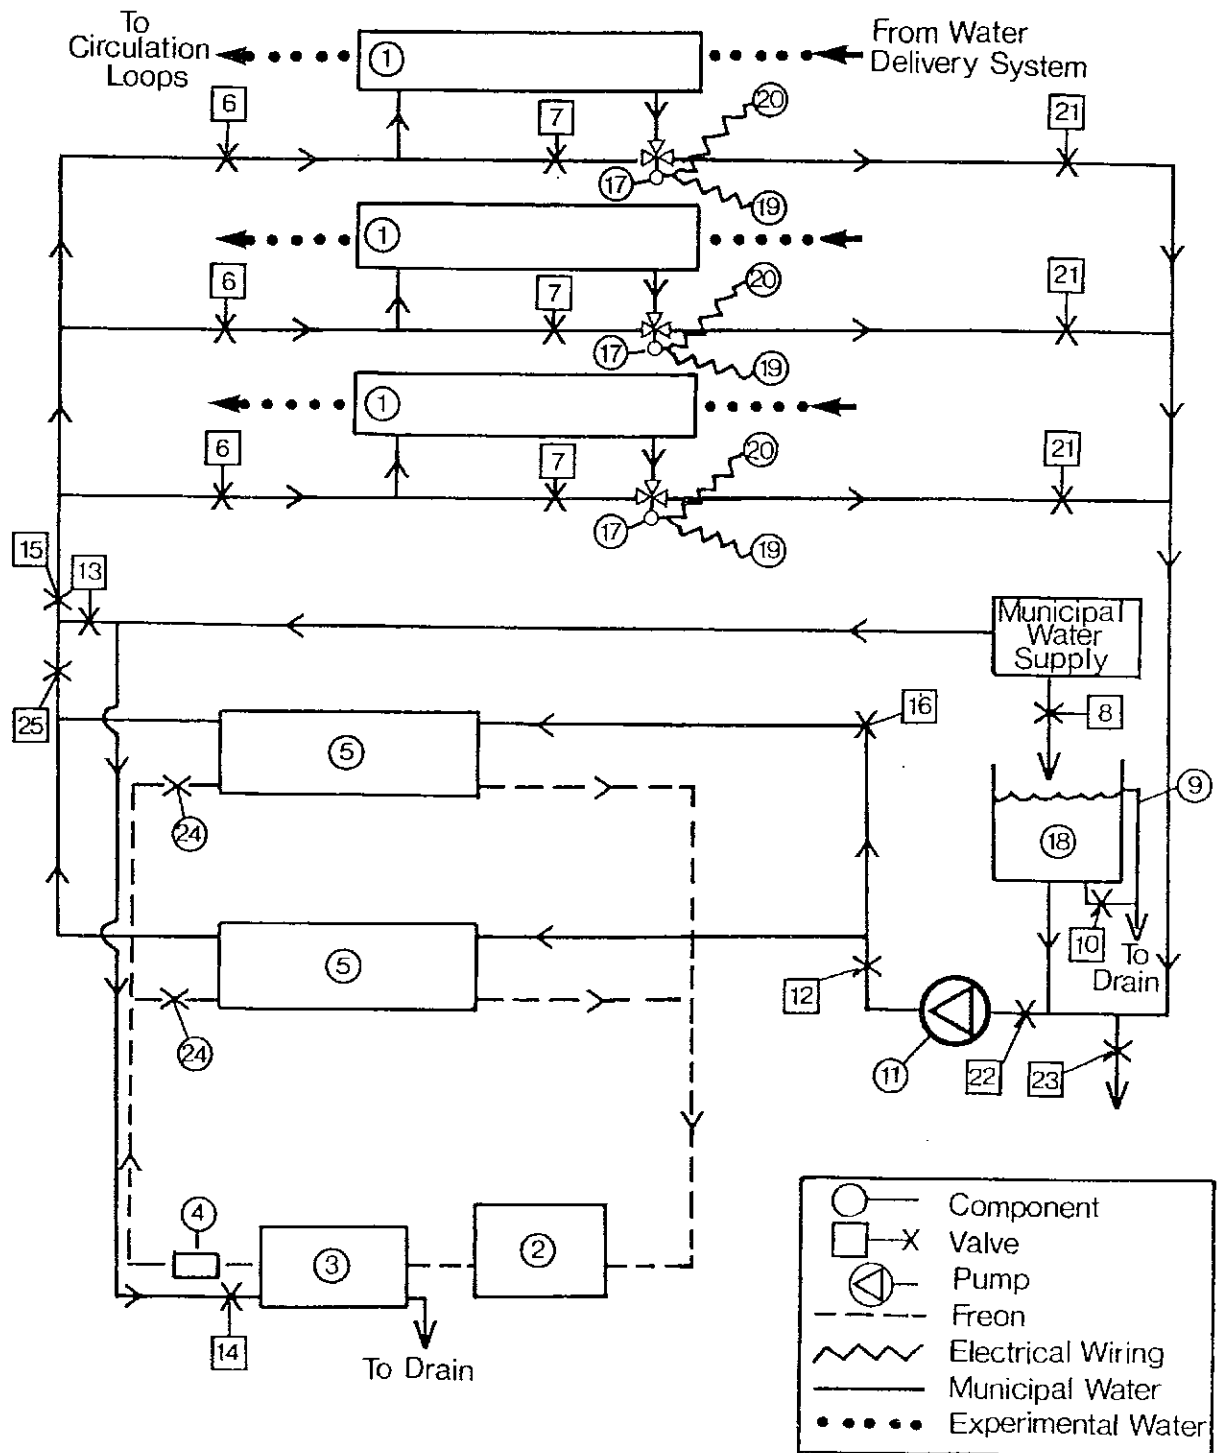 To
Circulation
Loops
1
From Water
Delivery System
20
6
7
21
17
19
1
20
6
7
21
17
19
1
20
6
7
21
17
19
15
13
Municipal
Water
Supply
25
16
8
5
9
24
18
10
To
Drain
5
12
24
11
22
23
4
3
2
14
To Drain
Component
Valve
Pump
Freon
Electrical Wiring
Municipal Water
Experimental Water